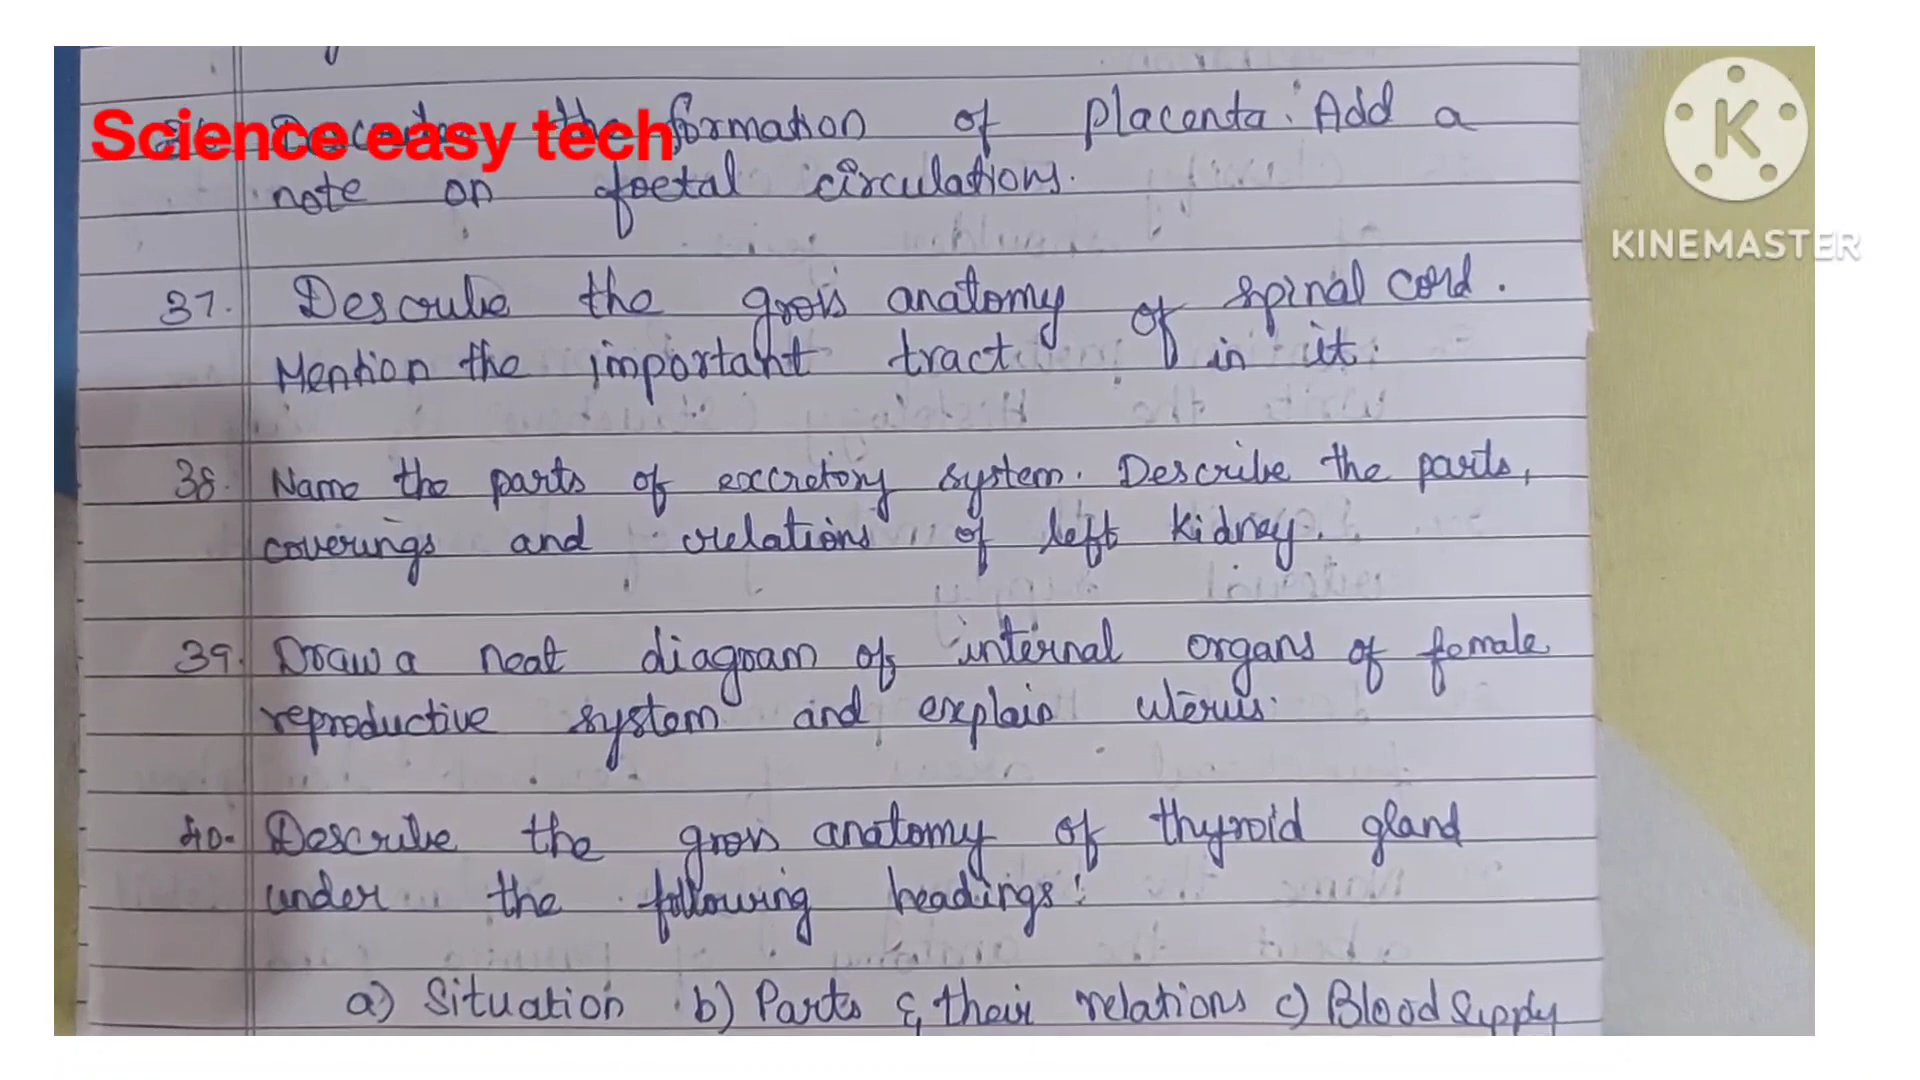 Science easy tech
36. Describe the formation of placenta. Add a
note on foetal circulations.
37. Describe the gross anatomy of spinal cord.
Mention the important tract in it.
38. Name the parts of excretory system. Describe the parts,
coverings and relations of left kidney.
39. Draw a neat diagram of internal organs of female
reproductive system and explain uterus.
40. Describe the gross anatomy of thyroid gland
under the following headings:
a) Situation b) Parts & their relations c) Blood Supply
K
KINEMASTER